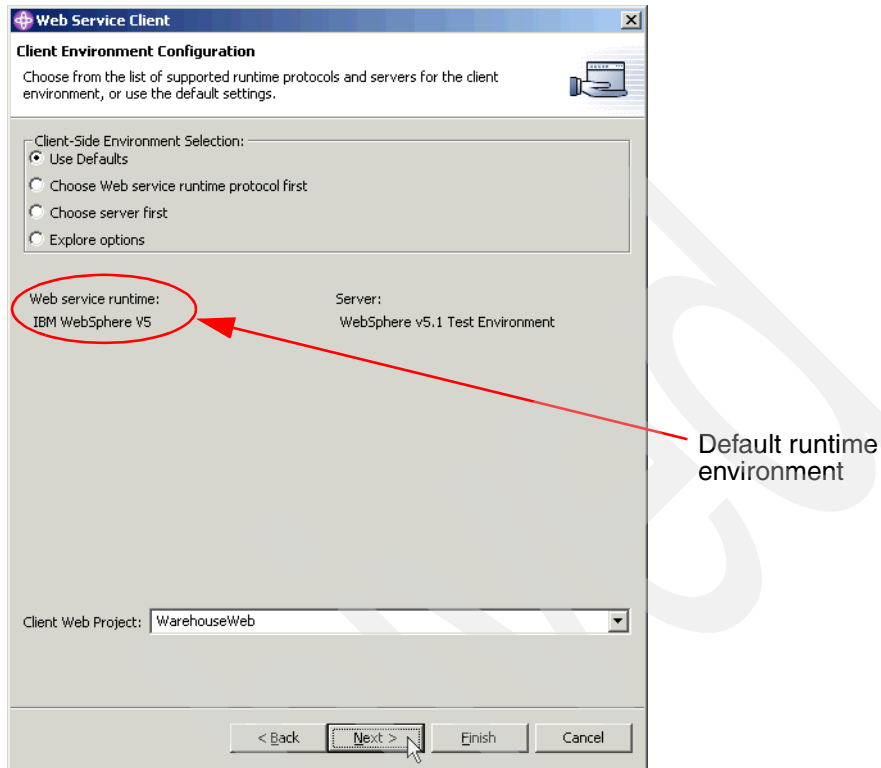 Web Service Client
Client Environment Configuration
Choose from the list of supported runtime protocols and servers for the client
environment, or use the default settings.
Client-Side Environment Selection:
Use Defaults
Choose Web service runtime protocol first
Choose server first
Explore options
Web service runtime:
IBM WebSphere V5
Server:
WebSphere v5.1 Test Environment
Default runtime
environment
Client Web Project: WarehouseWeb
< Back Next > Finish Cancel